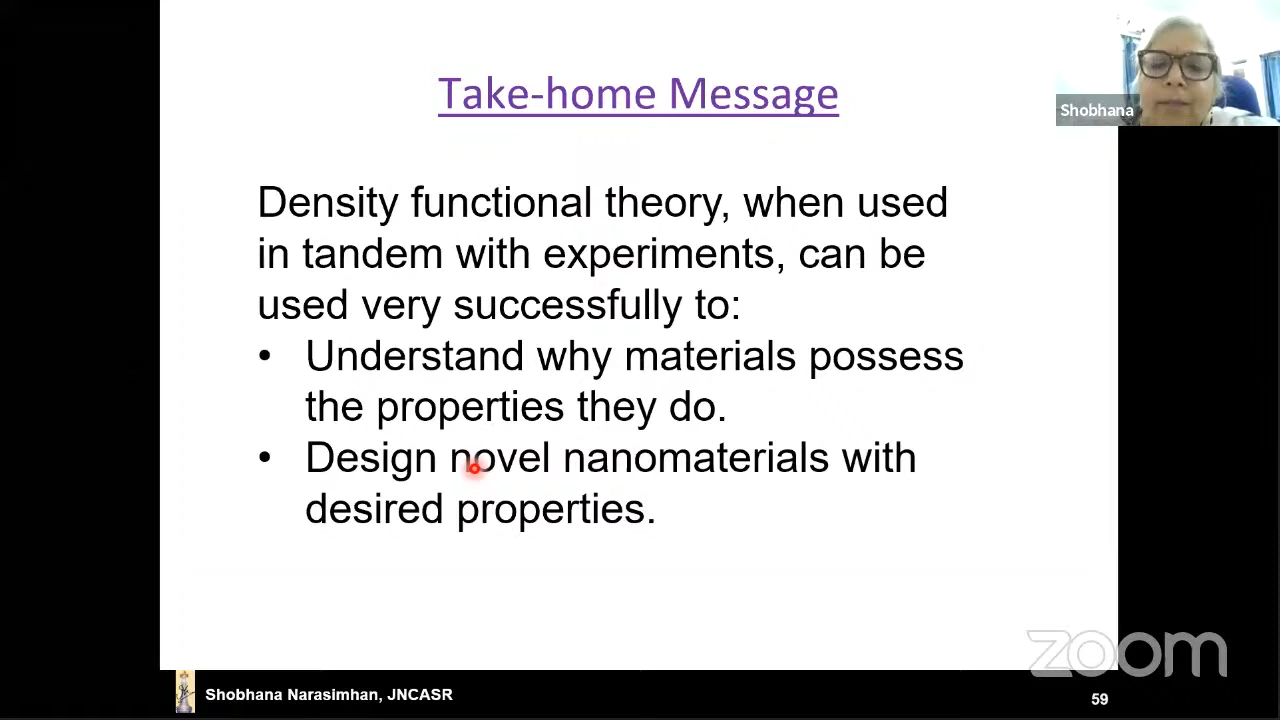 Take-home Message
Shobhana
Density functional theory, when used
in tandem with experiments, can be
used very successfully to:
• Understand why materials possess
the properties they do.
• Design novel nanomaterials with
desired properties.
zoom
Shobhana Narasimhan, JNCASR
59